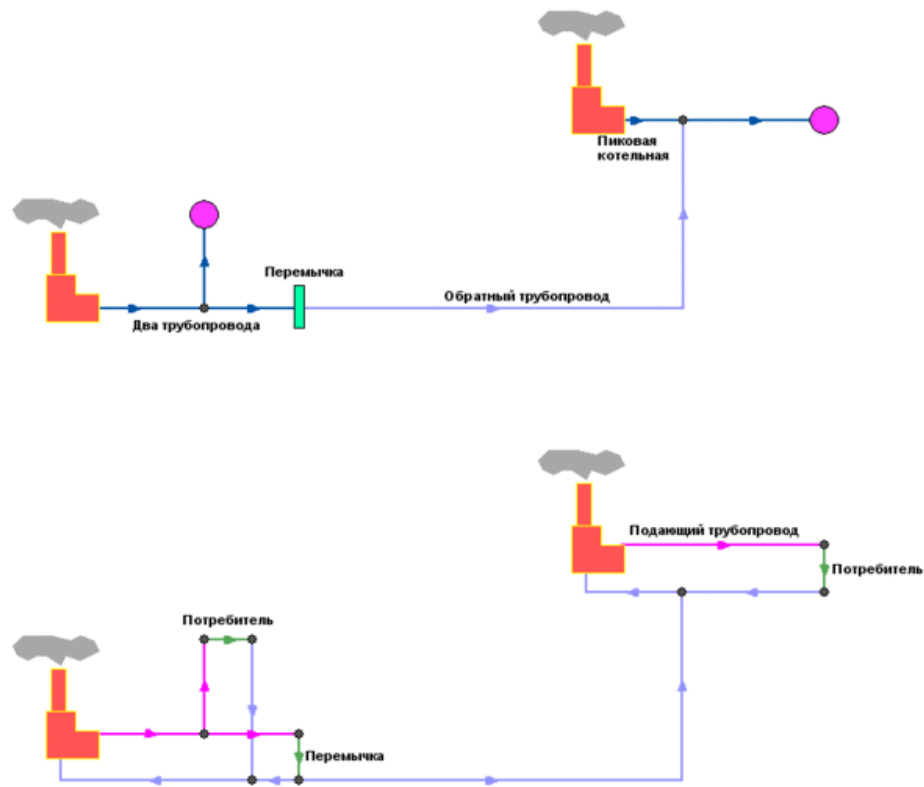 Пиковая
котельная
Перемычка
Обратный трубопровод
Два трубопровода
Подающий трубопровод
Потребитель
Потребитель
Перемычка